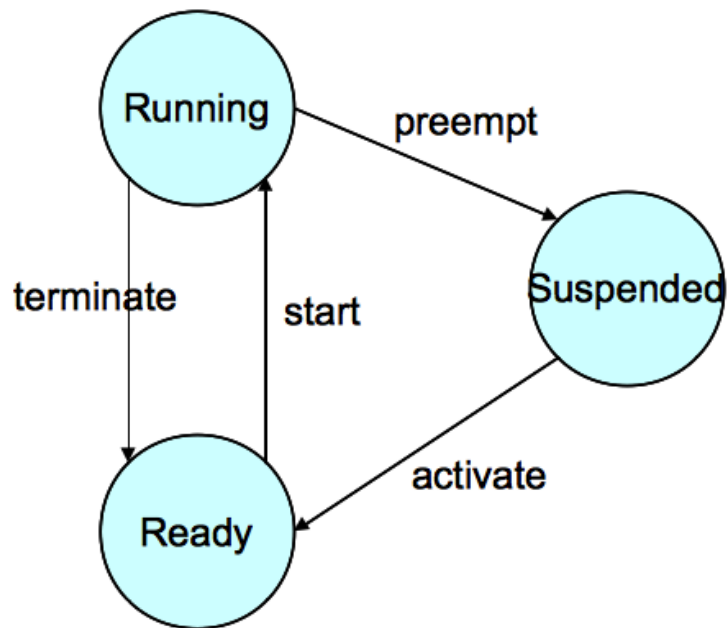 Running
preempt
Suspended
terminate
start
activate
Ready